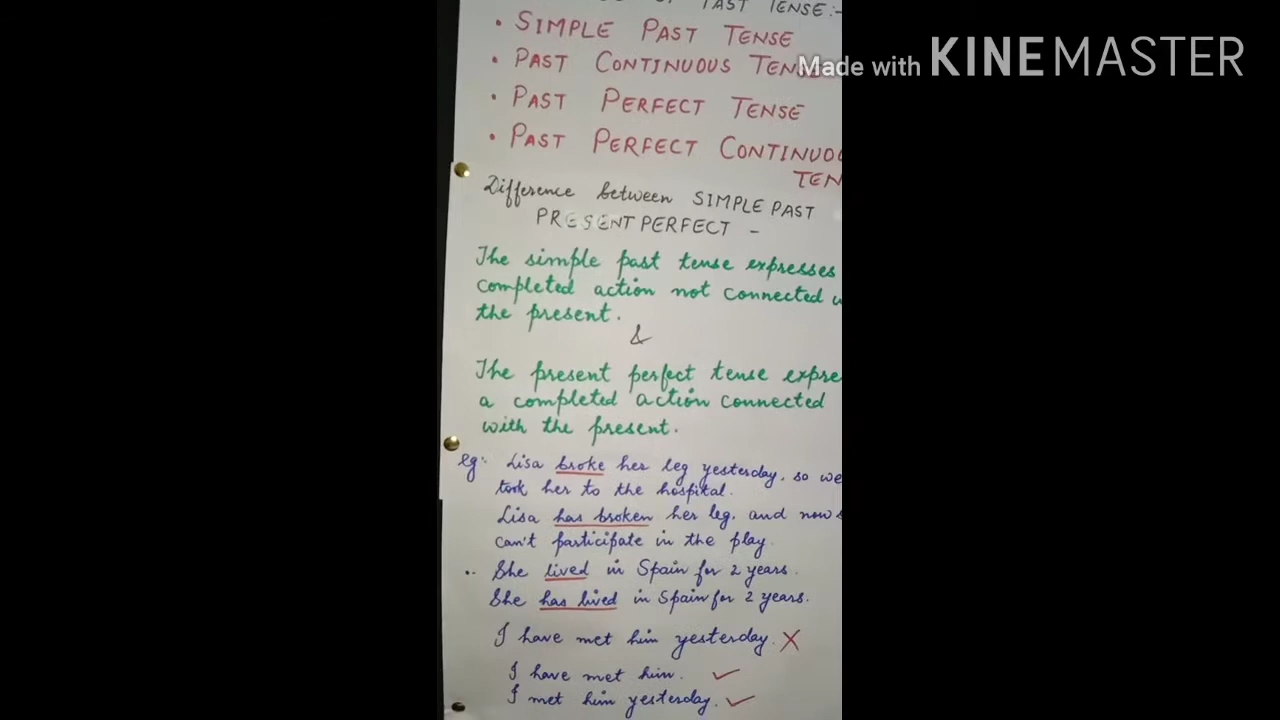 PAST TENSE:-
• SIMPLE PAST TENSE
• PAST CONTINUOUS TENSE
Made with KINEMASTER
• PAST PERFECT TENSE
• PAST PERFECT CONTINUO
TEN
Difference between SIMPLE PAST
PRESENT PERFECT -
The simple past tense expresses
completed action not connected w
the present.
&
The present perfect tense expre
a completed action connected
with the present.
eg:- Lisa broke her leg yesterday, so we
took her to the hospital.
Lisa has broken her leg. and now s
can't participate in the play
.. She lived in Spain for 2 years.
She has lived in Spain for 2 years.
I have met him yesterday. X
I have met him. ✓
I met him yesterday. ✓